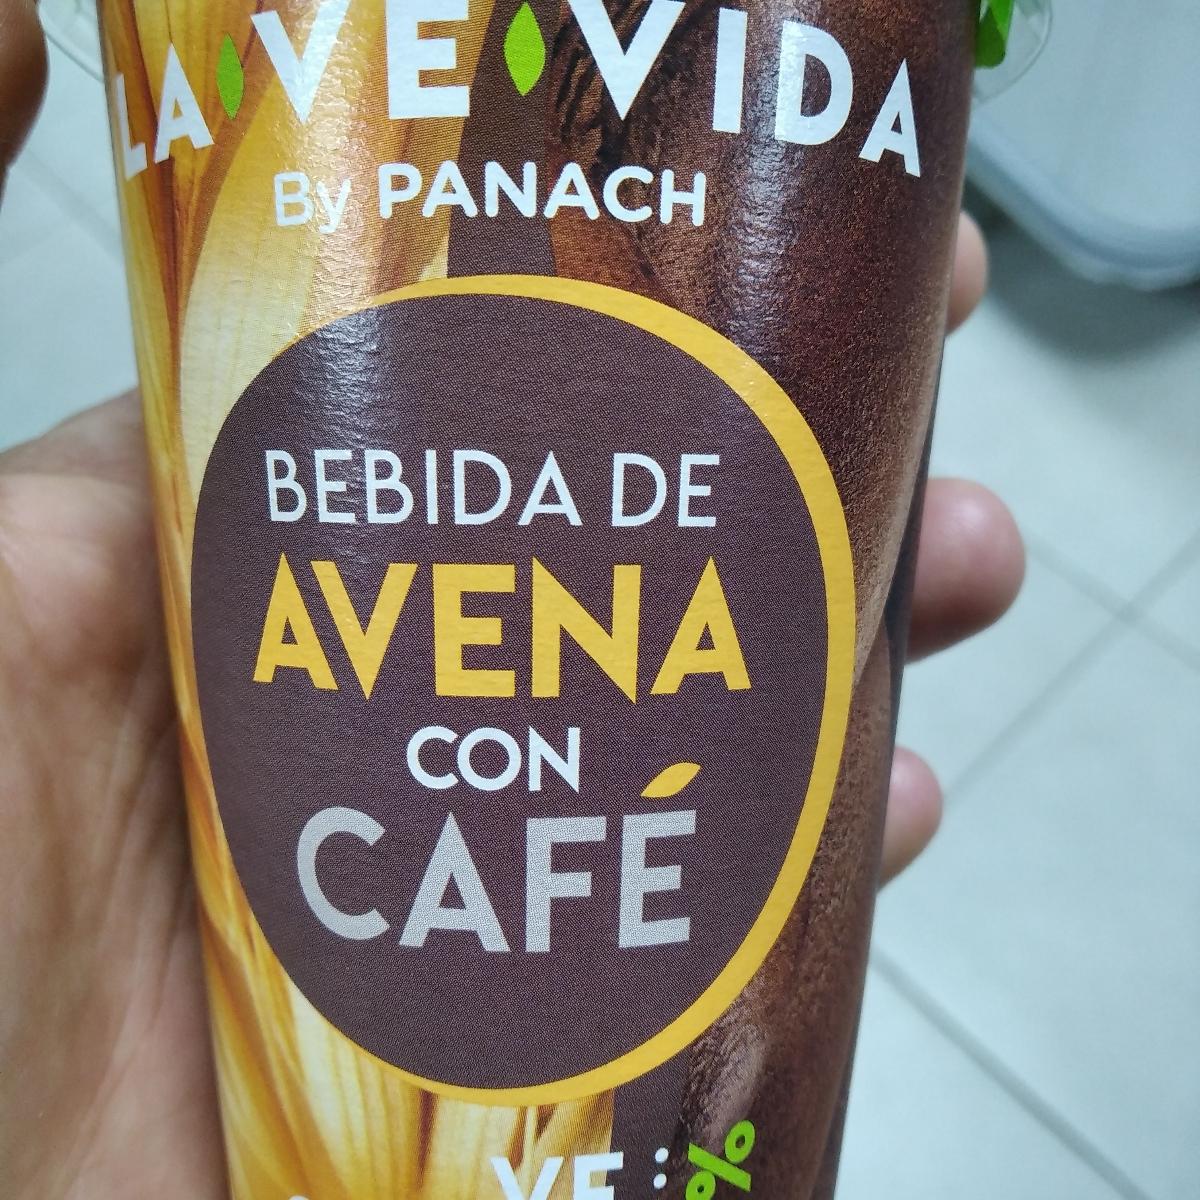 LA VE VIDA
By PANACH
BEBIDA DE
AVENA
CON
CAFÉ
%